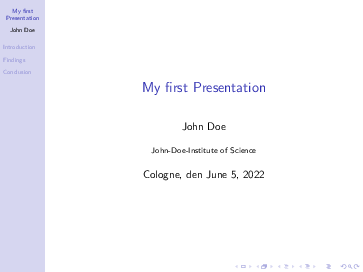 My first
Presentation
John Doe
Introduction
Findings
Conclusion
My first Presentation
John Doe
John-Doe-Institute of Science
Cologne, den June 5, 2022